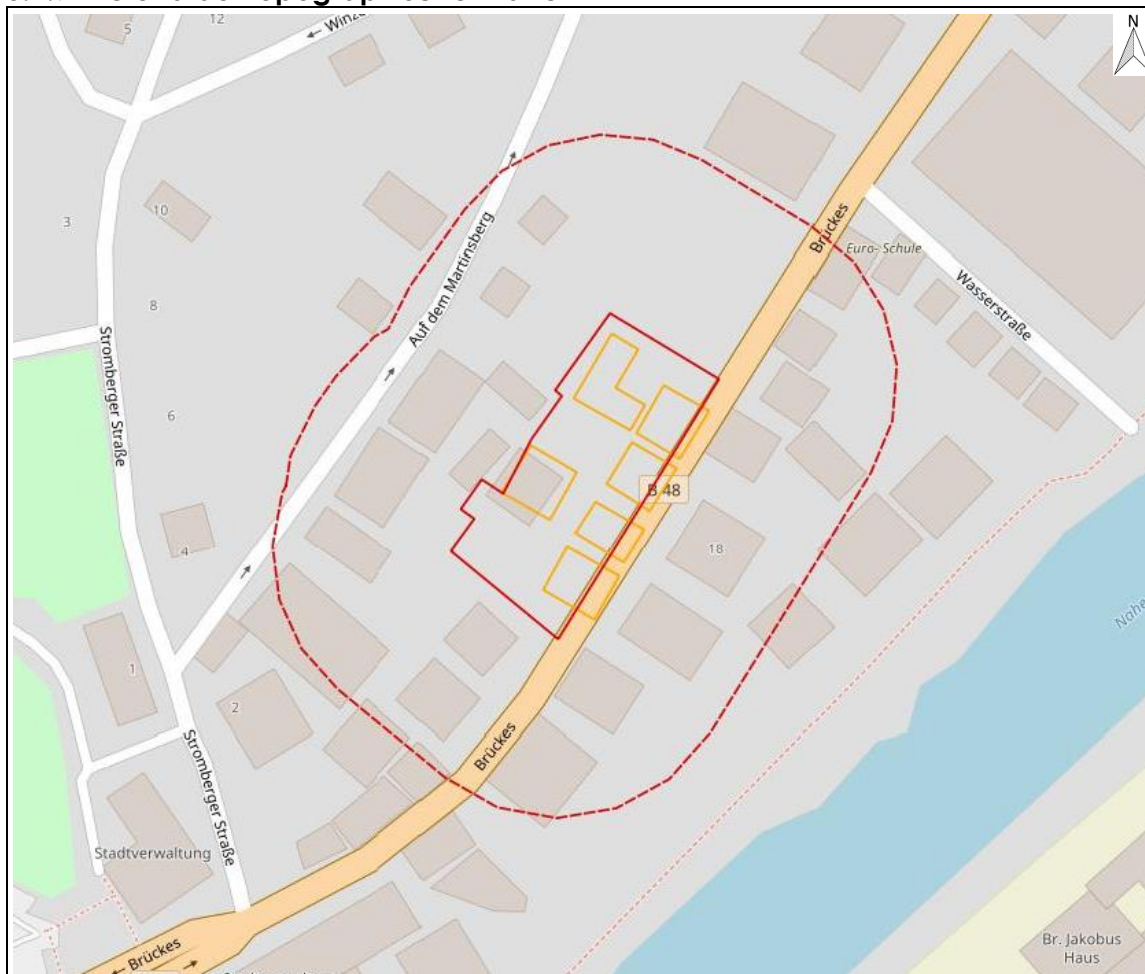 N
5
12
← Winz
10
3
Auf dem Martinsberg
Brückes
Euro- Schule
Wasserstraße
8
Stromberger Straße
6
B 48
4
18
Nahe
1
2
Stromberger Straße
Brückes
Stadtverwaltung
Brückes
Br. Jakobus
Haus